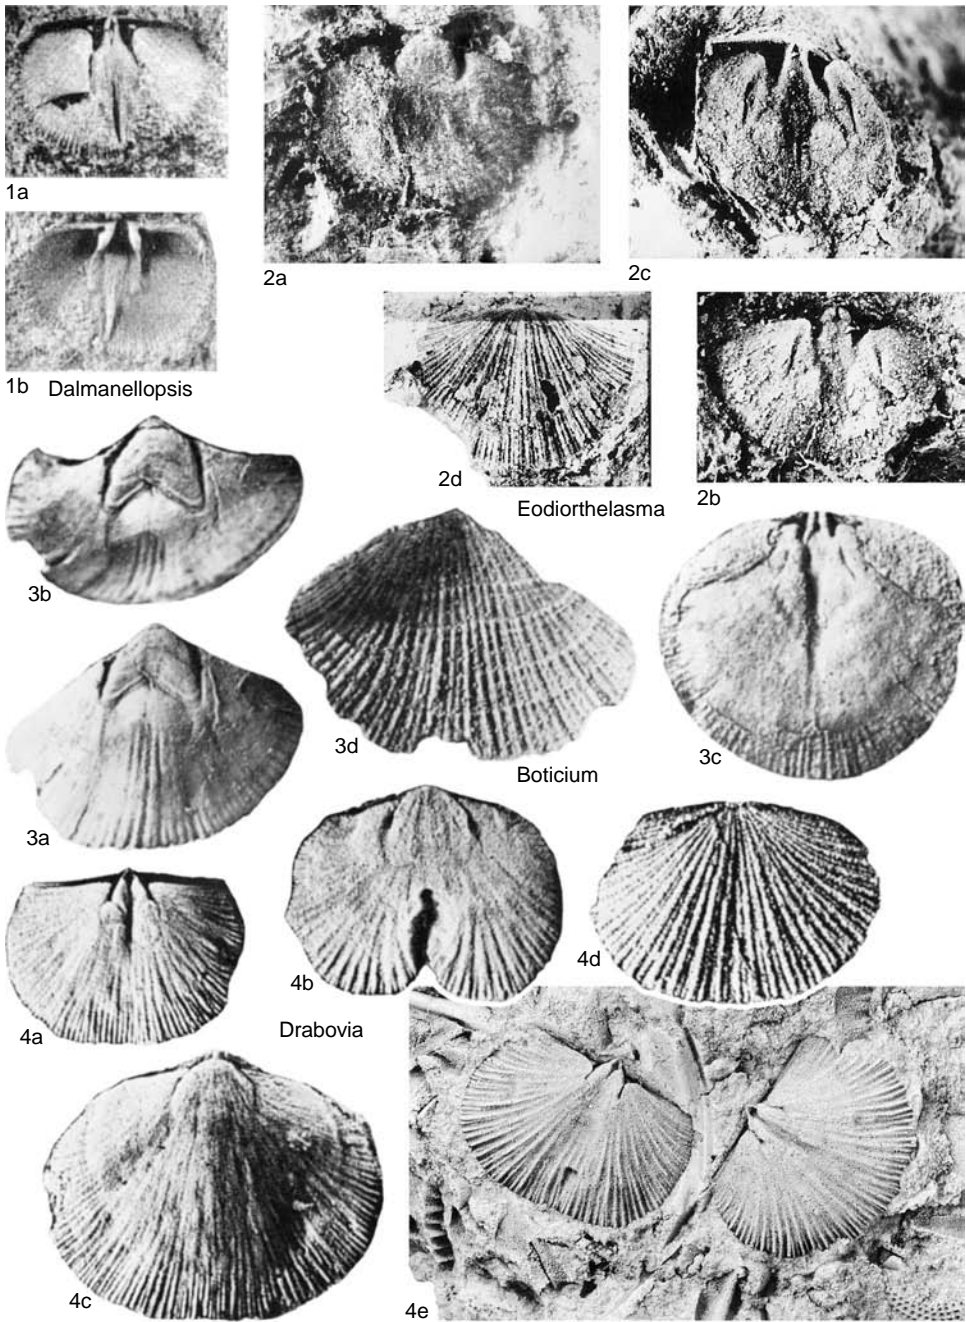 1a
2a
2c
1b
Dalmanellopsis
2d
2b
Eodiorthelasma
3b
3d
3c
Boticium
3a
4b
4d
4a
Drabovia
4c
4e